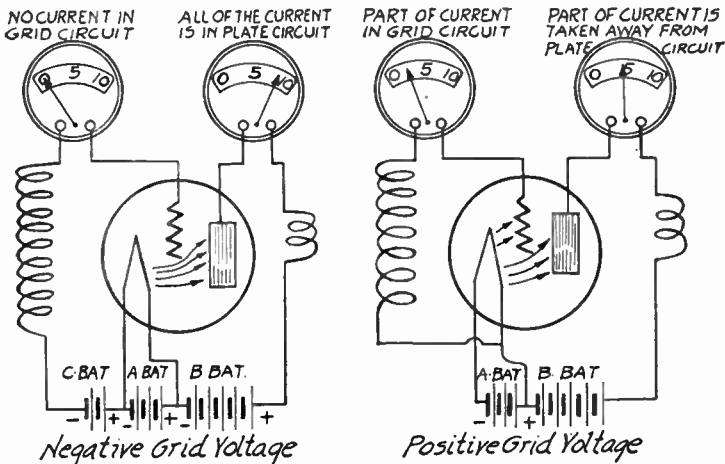 NO CURRENT IN
GRID CIRCUIT
ALL OF THE CURRENT
IS IN PLATE CIRCUIT
PART OF CURRENT
IN GRID CIRCUIT
PART OF CURRENT IS
TAKEN AWAY FROM
PLATE CIRCUIT
0 5 10
0 5 10
0 5 10
0 5 10
C·BAT A BAT B BAT.
- + - + - +
A·BAT B. BAT
- + - +
Negative Grid Voltage
Positive Grid Voltage